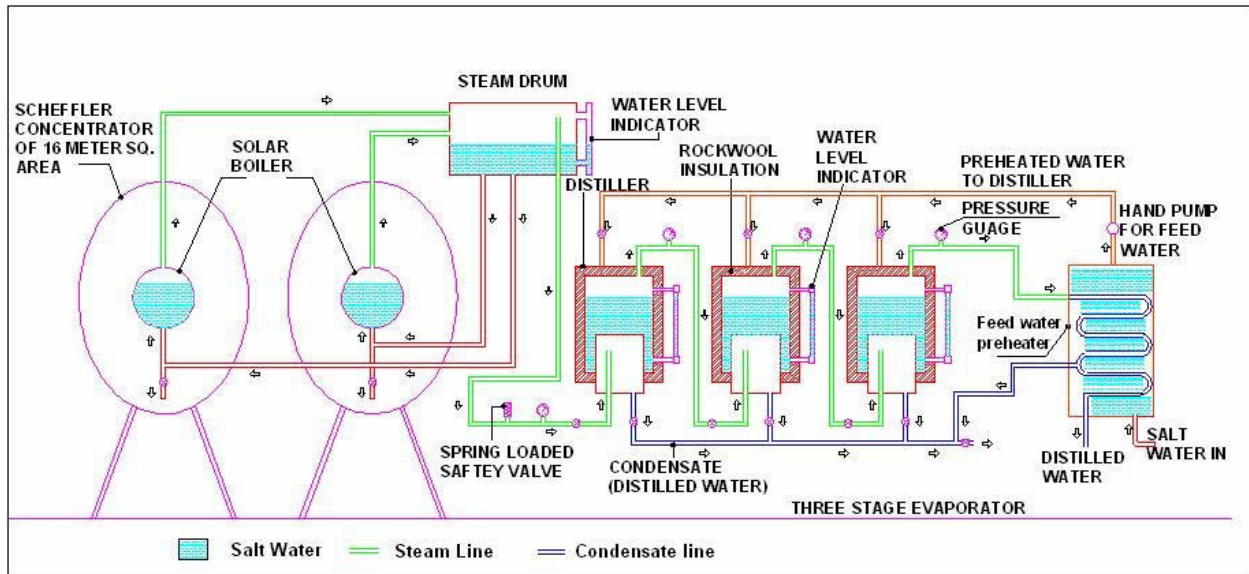 STEAM DRUM
SCHEFFLER
CONCENTRATOR
OF 16 METER SQ.
AREA
SOLAR
BOILER
WATER LEVEL
INDICATOR
DISTILLER
ROCKWOOL
INSULATION
WATER
LEVEL
INDICATOR
PREHEATED WATER
TO DISTILLER
PRESSURE
GUAGE
HAND PUMP
FOR FEED
WATER
Feed water
preheater
SPRING LOADED
SAFTEY VALVE
CONDENSATE
(DISTILLED WATER)
DISTILLED
WATER
SALT
WATER IN
THREE STAGE EVAPORATOR
Salt Water
Steam Line
Condensate line